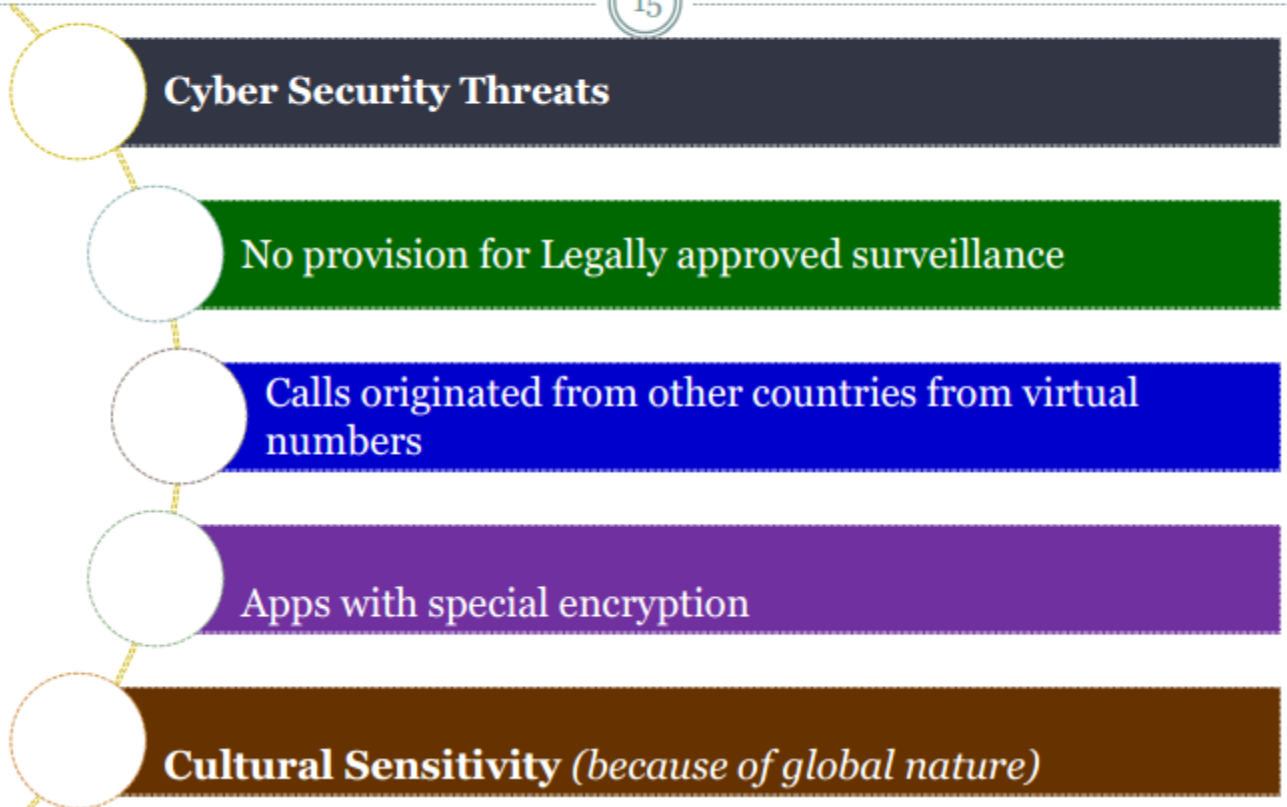 15
Cyber Security Threats
No provision for Legally approved surveillance
Calls originated from other countries from virtual
numbers
Apps with special encryption
Cultural Sensitivity (because of global nature)